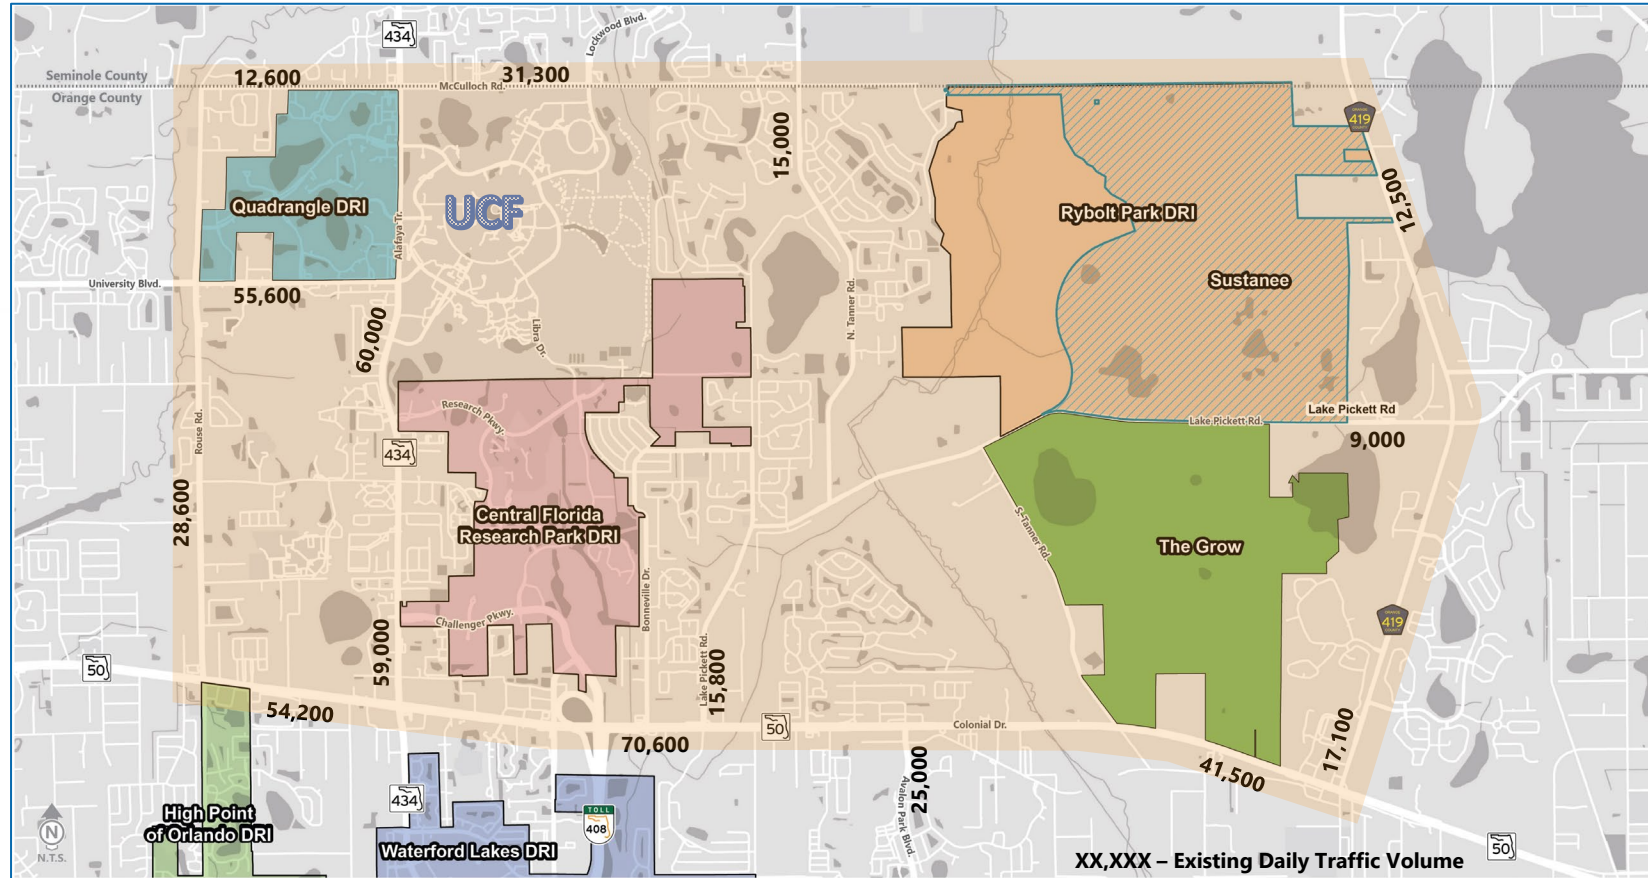 434
Lockwood Blvd.
Seminole County
Orange County
12,600
31,300
McCulloch Rd.
419
COUNTY
15,000
12,500
UCF
Quadrangle DRI
Alafaya Tr.
Rybolt Park DRI
Sustanee
University Blvd.
55,600
60,000
Libra Dr.
N. Tanner Rd.
Research Pkwy.
Rouse Rd.
434
Lake Pickett Rd
Lake Pickett Rd.
9,000
28,600
Central Florida
Research Park DRI
S. Tanner Rd.
The Grow
Bonneville Dr.
Challenger Pkwy.
419
COUNTY
59,000
Lake Pickett Rd.
15,800
50
54,200
70,600
50
Colonial Dr.
17,100
41,500
25,000
Avalon Park Blvd.
434
TOLL
408
High Point
of Orlando DRI
Waterford Lakes DRI
N
N.T.S.
50
XX,XXX – Existing Daily Traffic Volume